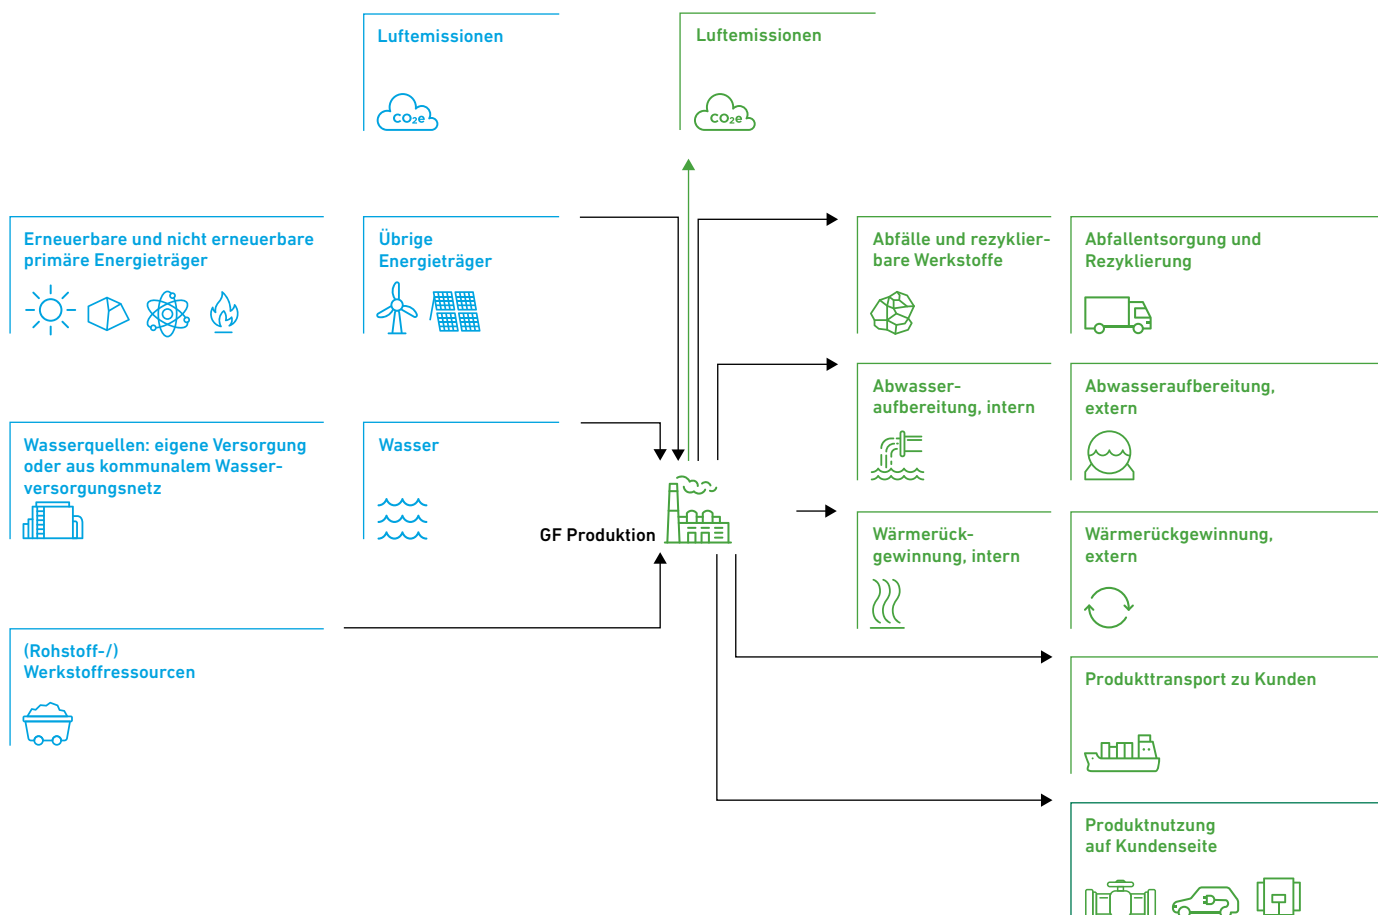 Luftemissionen
CO₂e
Luftemissionen
CO₂e
Erneuerbare und nicht erneuerbare
primäre Energieträger
Übrige
Energieträger
Abfälle und rezyklier-
bare Werkstoffe
Abfallentsorgung und
Rezyklierung
Abwasser-
aufbereitung, intern
Abwasseraufbereitung,
extern
Wasserquellen: eigene Versorgung
oder aus kommunalem Wasser-
versorgungsnetz
Wasser
GF Produktion
Wärmerück-
gewinnung, intern
Wärmerückgewinnung,
extern
(Rohstoff-/)
Werkstoffressourcen
Produkttransport zu Kunden
Produktnutzung
auf Kundenseite